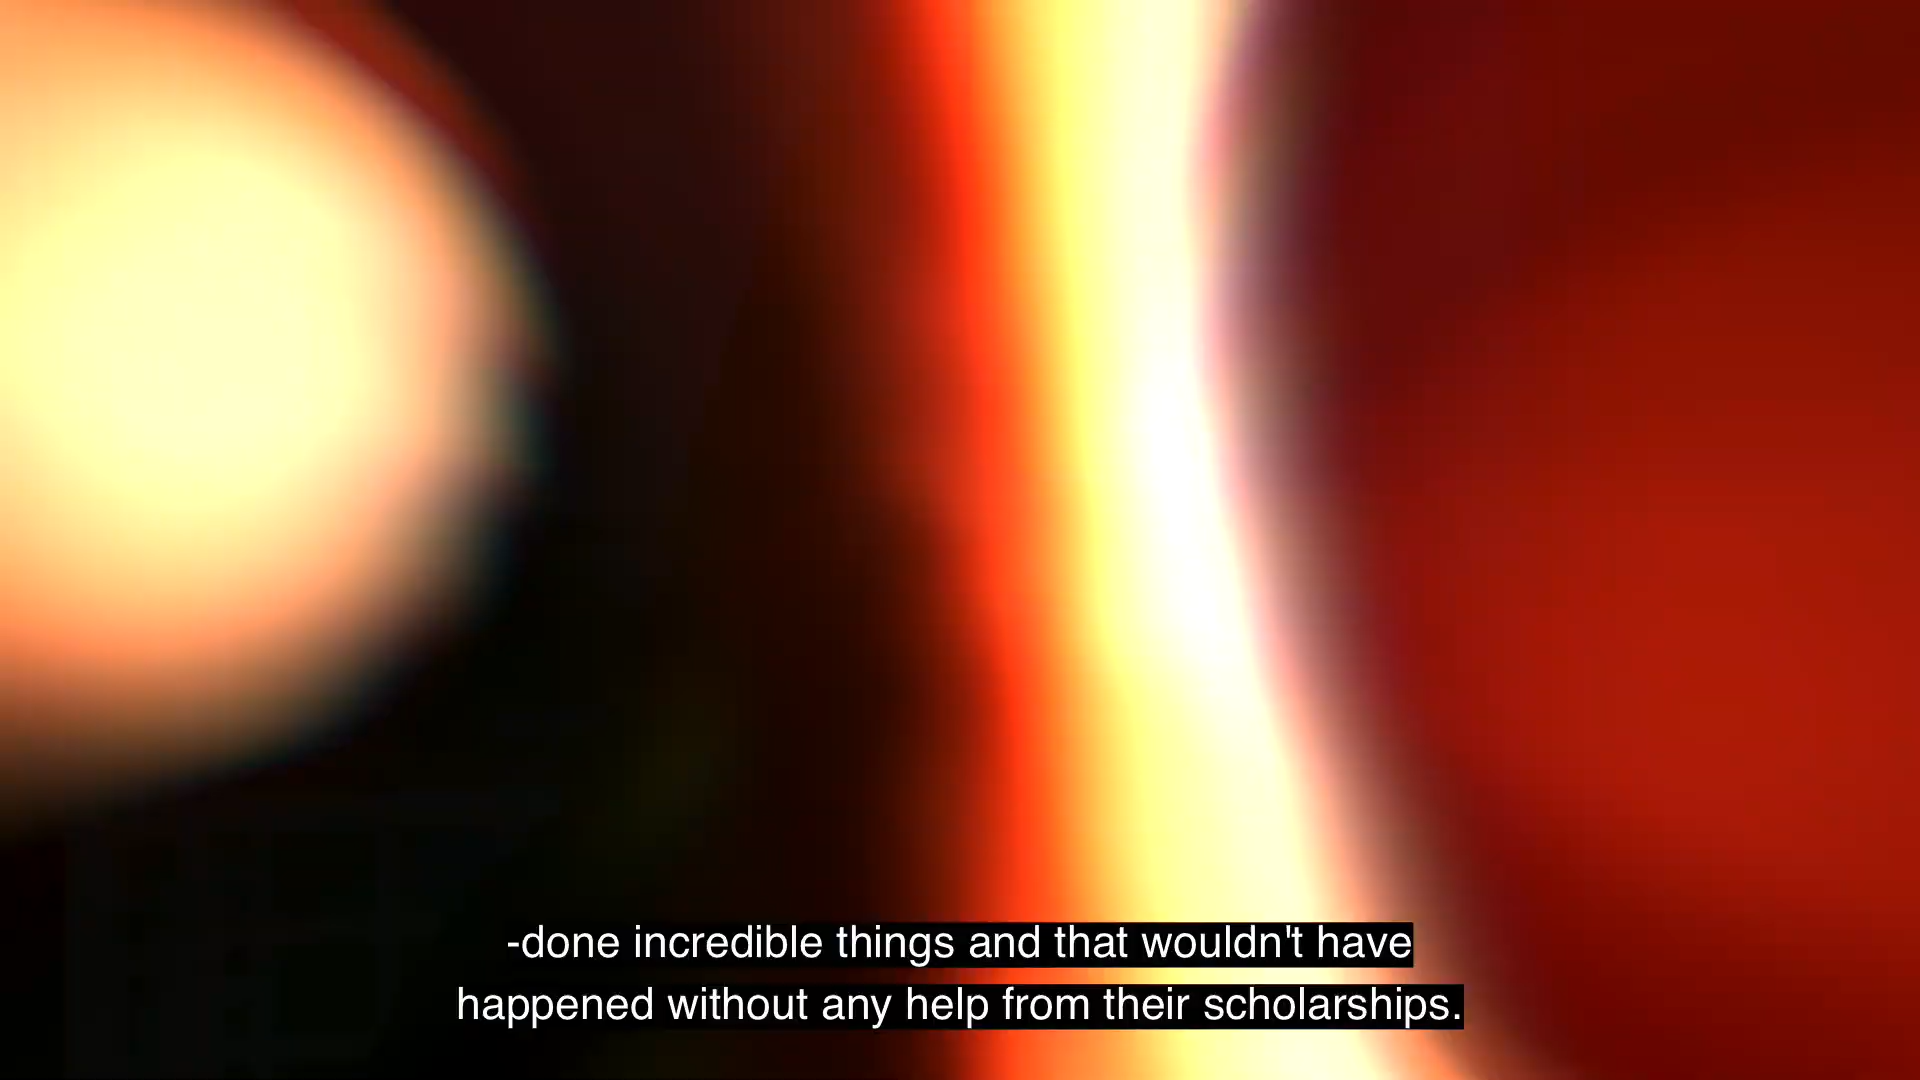 -done incredible things and that wouldn't have
happened without any help from their scholarships.